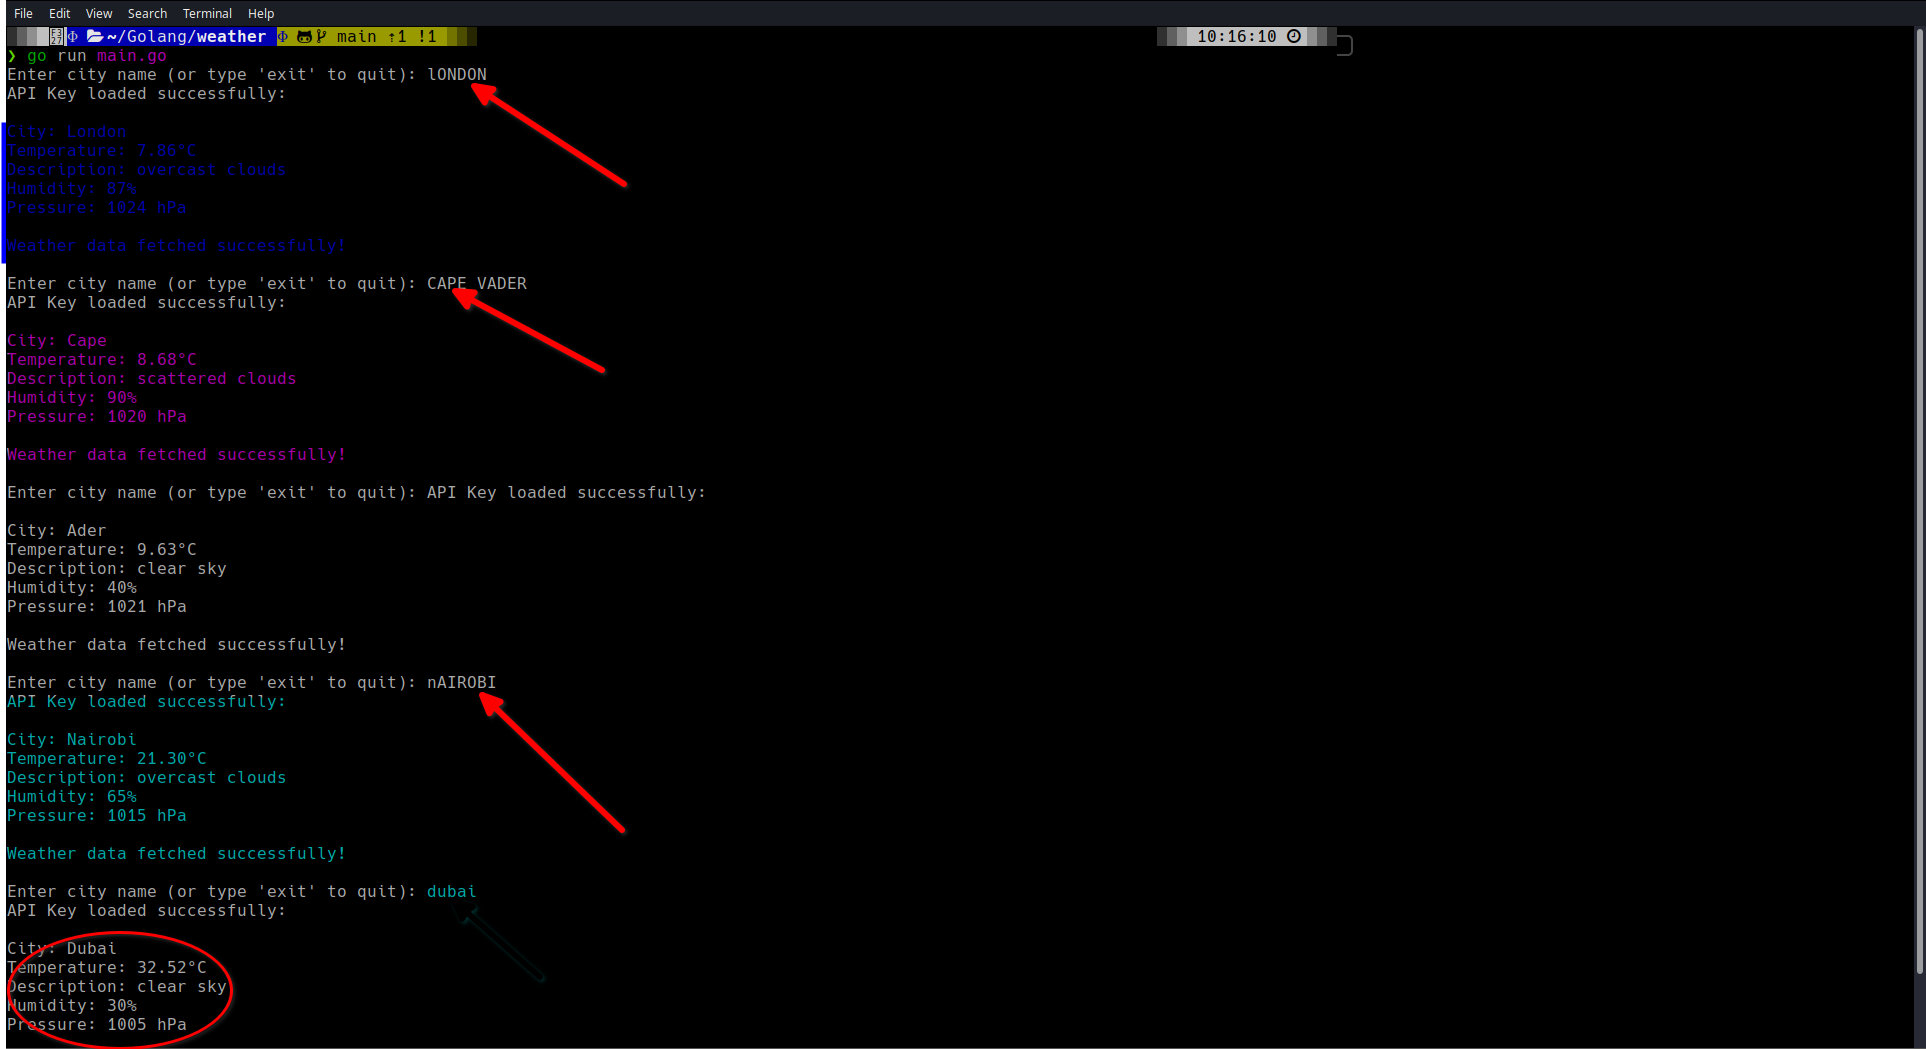 File Edit View Search Terminal Help
~/Golang/weather main ⇡1 !1 10:16:10
❯ go run main.go
Enter city name (or type 'exit' to quit): lONDON
API Key loaded successfully:
City: London
Temperature: 7.86°C
Description: overcast clouds
Humidity: 87%
Pressure: 1024 hPa
Weather data fetched successfully!
Enter city name (or type 'exit' to quit): CAPE VADER
API Key loaded successfully:
City: Cape
Temperature: 8.68°C
Description: scattered clouds
Humidity: 90%
Pressure: 1020 hPa
Weather data fetched successfully!
Enter city name (or type 'exit' to quit): API Key loaded successfully:
City: Ader
Temperature: 9.63°C
Description: clear sky
Humidity: 40%
Pressure: 1021 hPa
Weather data fetched successfully!
Enter city name (or type 'exit' to quit): nAIROBI
API Key loaded successfully:
City: Nairobi
Temperature: 21.30°C
Description: overcast clouds
Humidity: 65%
Pressure: 1015 hPa
Weather data fetched successfully!
Enter city name (or type 'exit' to quit): dubai
API Key loaded successfully:
City: Dubai
Temperature: 32.52°C
Description: clear sky
Humidity: 30%
Pressure: 1005 hPa